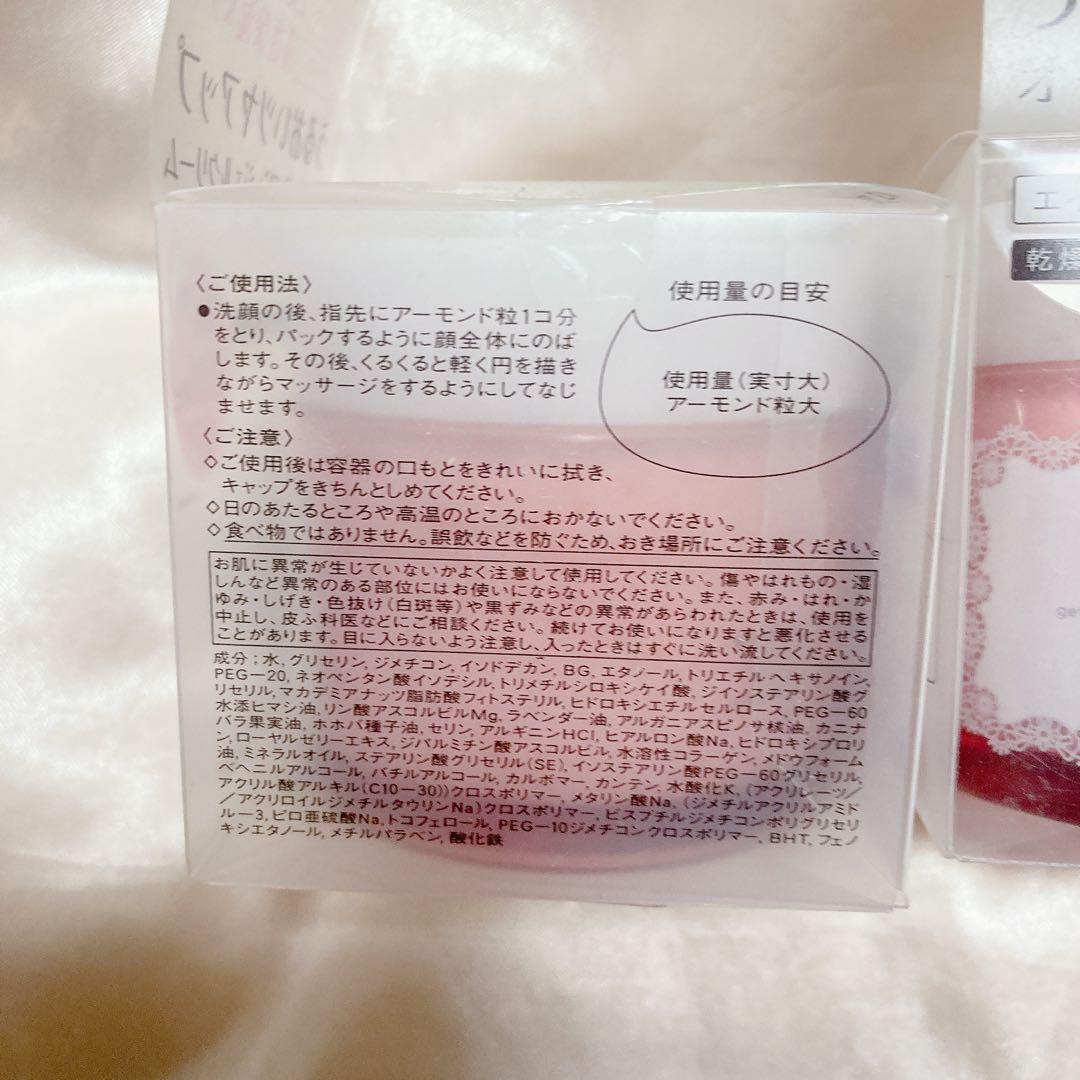 うるおいツヤアップ
〈ご使用法〉
●洗顔の後、指先にアーモンド粒1コ分
をとり、パックするように顔全体にのば
します。その後、くるくると軽く円を描き
ながらマッサージをするようにしてなじ
ませます。
使用量の目安
使用量(実寸大)
アーモンド粒大
〈ご注意〉
◇ご使用後は容器の口もとをきれいに拭き、
キャップをきちんとしめてください。
◇日のあたるところや高温のところにおかないでください。
◇食べ物ではありません。誤飲などを防ぐため、おき場所にご注意ください。
お肌に異常が生じていないかよく注意して使用してください。傷やはれもの・湿
しんなど異常のある部位にはお使いにならないでください。また、赤み・はれ・か
ゆみ・しげき・色抜け(白斑等)や黒ずみなどの異常があらわれたときは、使用を
中止し、皮ふ科医などにご相談ください。続けてお使いになりますと悪化させる
ことがあります。目に入らないよう注意し、入ったときはすぐに洗い流してください。
成分;水, グリセリン, ジメチコン, イソドデカン, BG, エタノール, トリエチルヘキサノイン,
PEG-20, ネオペンタン酸イソデシル, トリメチルシロキシケイ酸, ジイソステアリン酸グ
リセリル, マカデミアナッツ脂肪酸フィトステリル, ヒドロキシエチルセルロース, PEG-60
水添ヒマシ油, リン酸アスコルビルMg, ラベンダー油, アルガニアスピノサ核油, カニナ
バラ果実油, ホホバ種子油, セリン, アルギニンHCl, ヒアルロン酸Na, ヒドロキシプロリ
ン, ローヤルゼリーエキス, ジパルミチン酸アスコルビル, 水溶性コラーゲン, メドウフォーム
油, ミネラルオイル, ステアリン酸グリセリル(SE), イソステアリン酸PEG-60グリセリル,
ベヘニルアルコール, バチルアルコール, カルボマー, カンテン, 水酸化K, (アクリレーツ/
アクリル酸アルキル(C10-30))クロスポリマー, メタリン酸Na, (ジメチルアクリルアミド
/アクリロイルジメチルタウリンNa)クロスポリマー, ビスブチルジメチコンポリグリセリ
ル-3, ピロ亜硫酸Na, トコフェロール, PEG-10ジメチコンクロスポリマー, BHT, フェノ
キシエタノール, メチルパラベン, 酸化鉄
エ
乾燥
ge